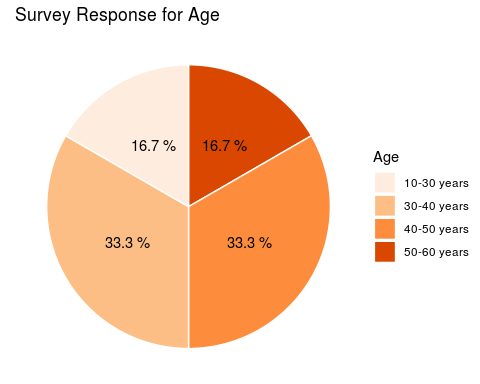 Survey Response for Age
16.7 %
16.7 %
33.3 %
33.3 %
Age
10-30 years
30-40 years
40-50 years
50-60 years